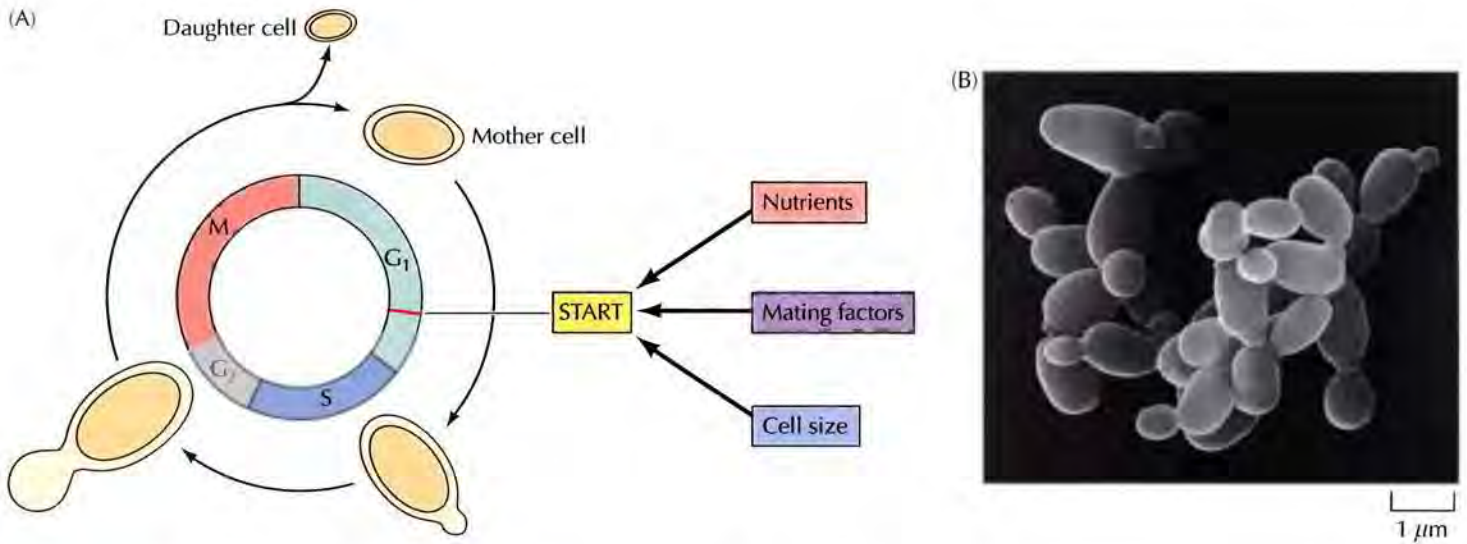 (A)
Daughter cell
Mother cell
M
G₁
G₂
S
START
Nutrients
Mating factors
Cell size
(B)
1 μm